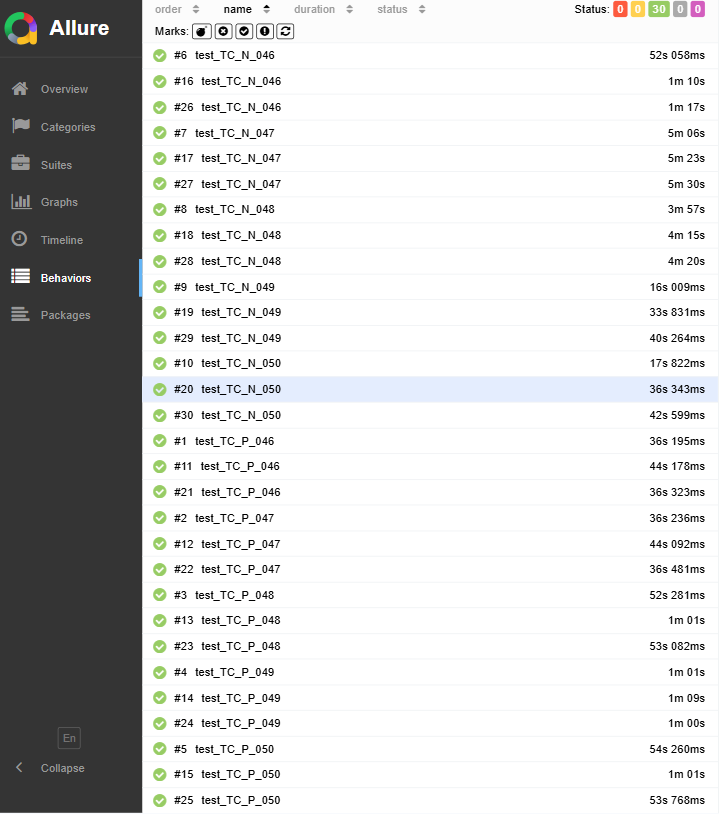 Allure
Overview
Categories
Suites
Graphs
Timeline
Behaviors
Packages
En
Collapse
order name duration status Status: 0 0 30 0 0
Marks:
#6 test_TC_N_046 52s 058ms
#16 test_TC_N_046 1m 10s
#26 test_TC_N_046 1m 17s
#7 test_TC_N_047 5m 06s
#17 test_TC_N_047 5m 23s
#27 test_TC_N_047 5m 30s
#8 test_TC_N_048 3m 57s
#18 test_TC_N_048 4m 15s
#28 test_TC_N_048 4m 20s
#9 test_TC_N_049 16s 009ms
#19 test_TC_N_049 33s 831ms
#29 test_TC_N_049 40s 264ms
#10 test_TC_N_050 17s 822ms
#20 test_TC_N_050 36s 343ms
#30 test_TC_N_050 42s 599ms
#1 test_TC_P_046 36s 195ms
#11 test_TC_P_046 44s 178ms
#21 test_TC_P_046 36s 323ms
#2 test_TC_P_047 36s 236ms
#12 test_TC_P_047 44s 092ms
#22 test_TC_P_047 36s 481ms
#3 test_TC_P_048 52s 281ms
#13 test_TC_P_048 1m 01s
#23 test_TC_P_048 53s 082ms
#4 test_TC_P_049 1m 01s
#14 test_TC_P_049 1m 09s
#24 test_TC_P_049 1m 00s
#5 test_TC_P_050 54s 260ms
#15 test_TC_P_050 1m 01s
#25 test_TC_P_050 53s 768ms